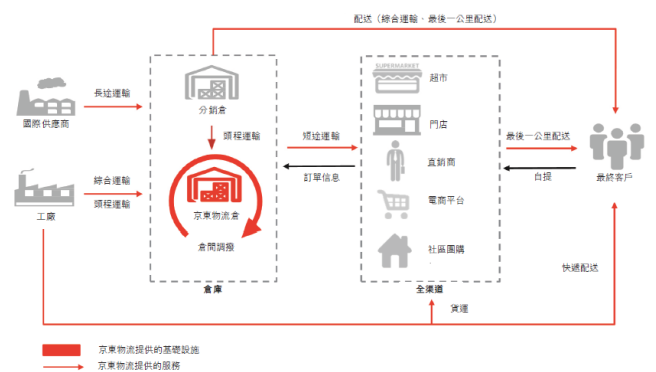 配送（綜合運輸、最後一公里配送）
SUPERMARKET
長途運輸
國際供應商
分銷倉
超市
頭程運輸
短途運輸
門店
最後一公里配送
綜合運輸
頭程運輸
工廠
京東物流倉
倉間調撥
訂單信息
直銷商
自提
最終客戶
電商平台
社區團購
快遞配送
倉庫
全渠道
貨運
京東物流提供的基礎設施
京東物流提供的服務